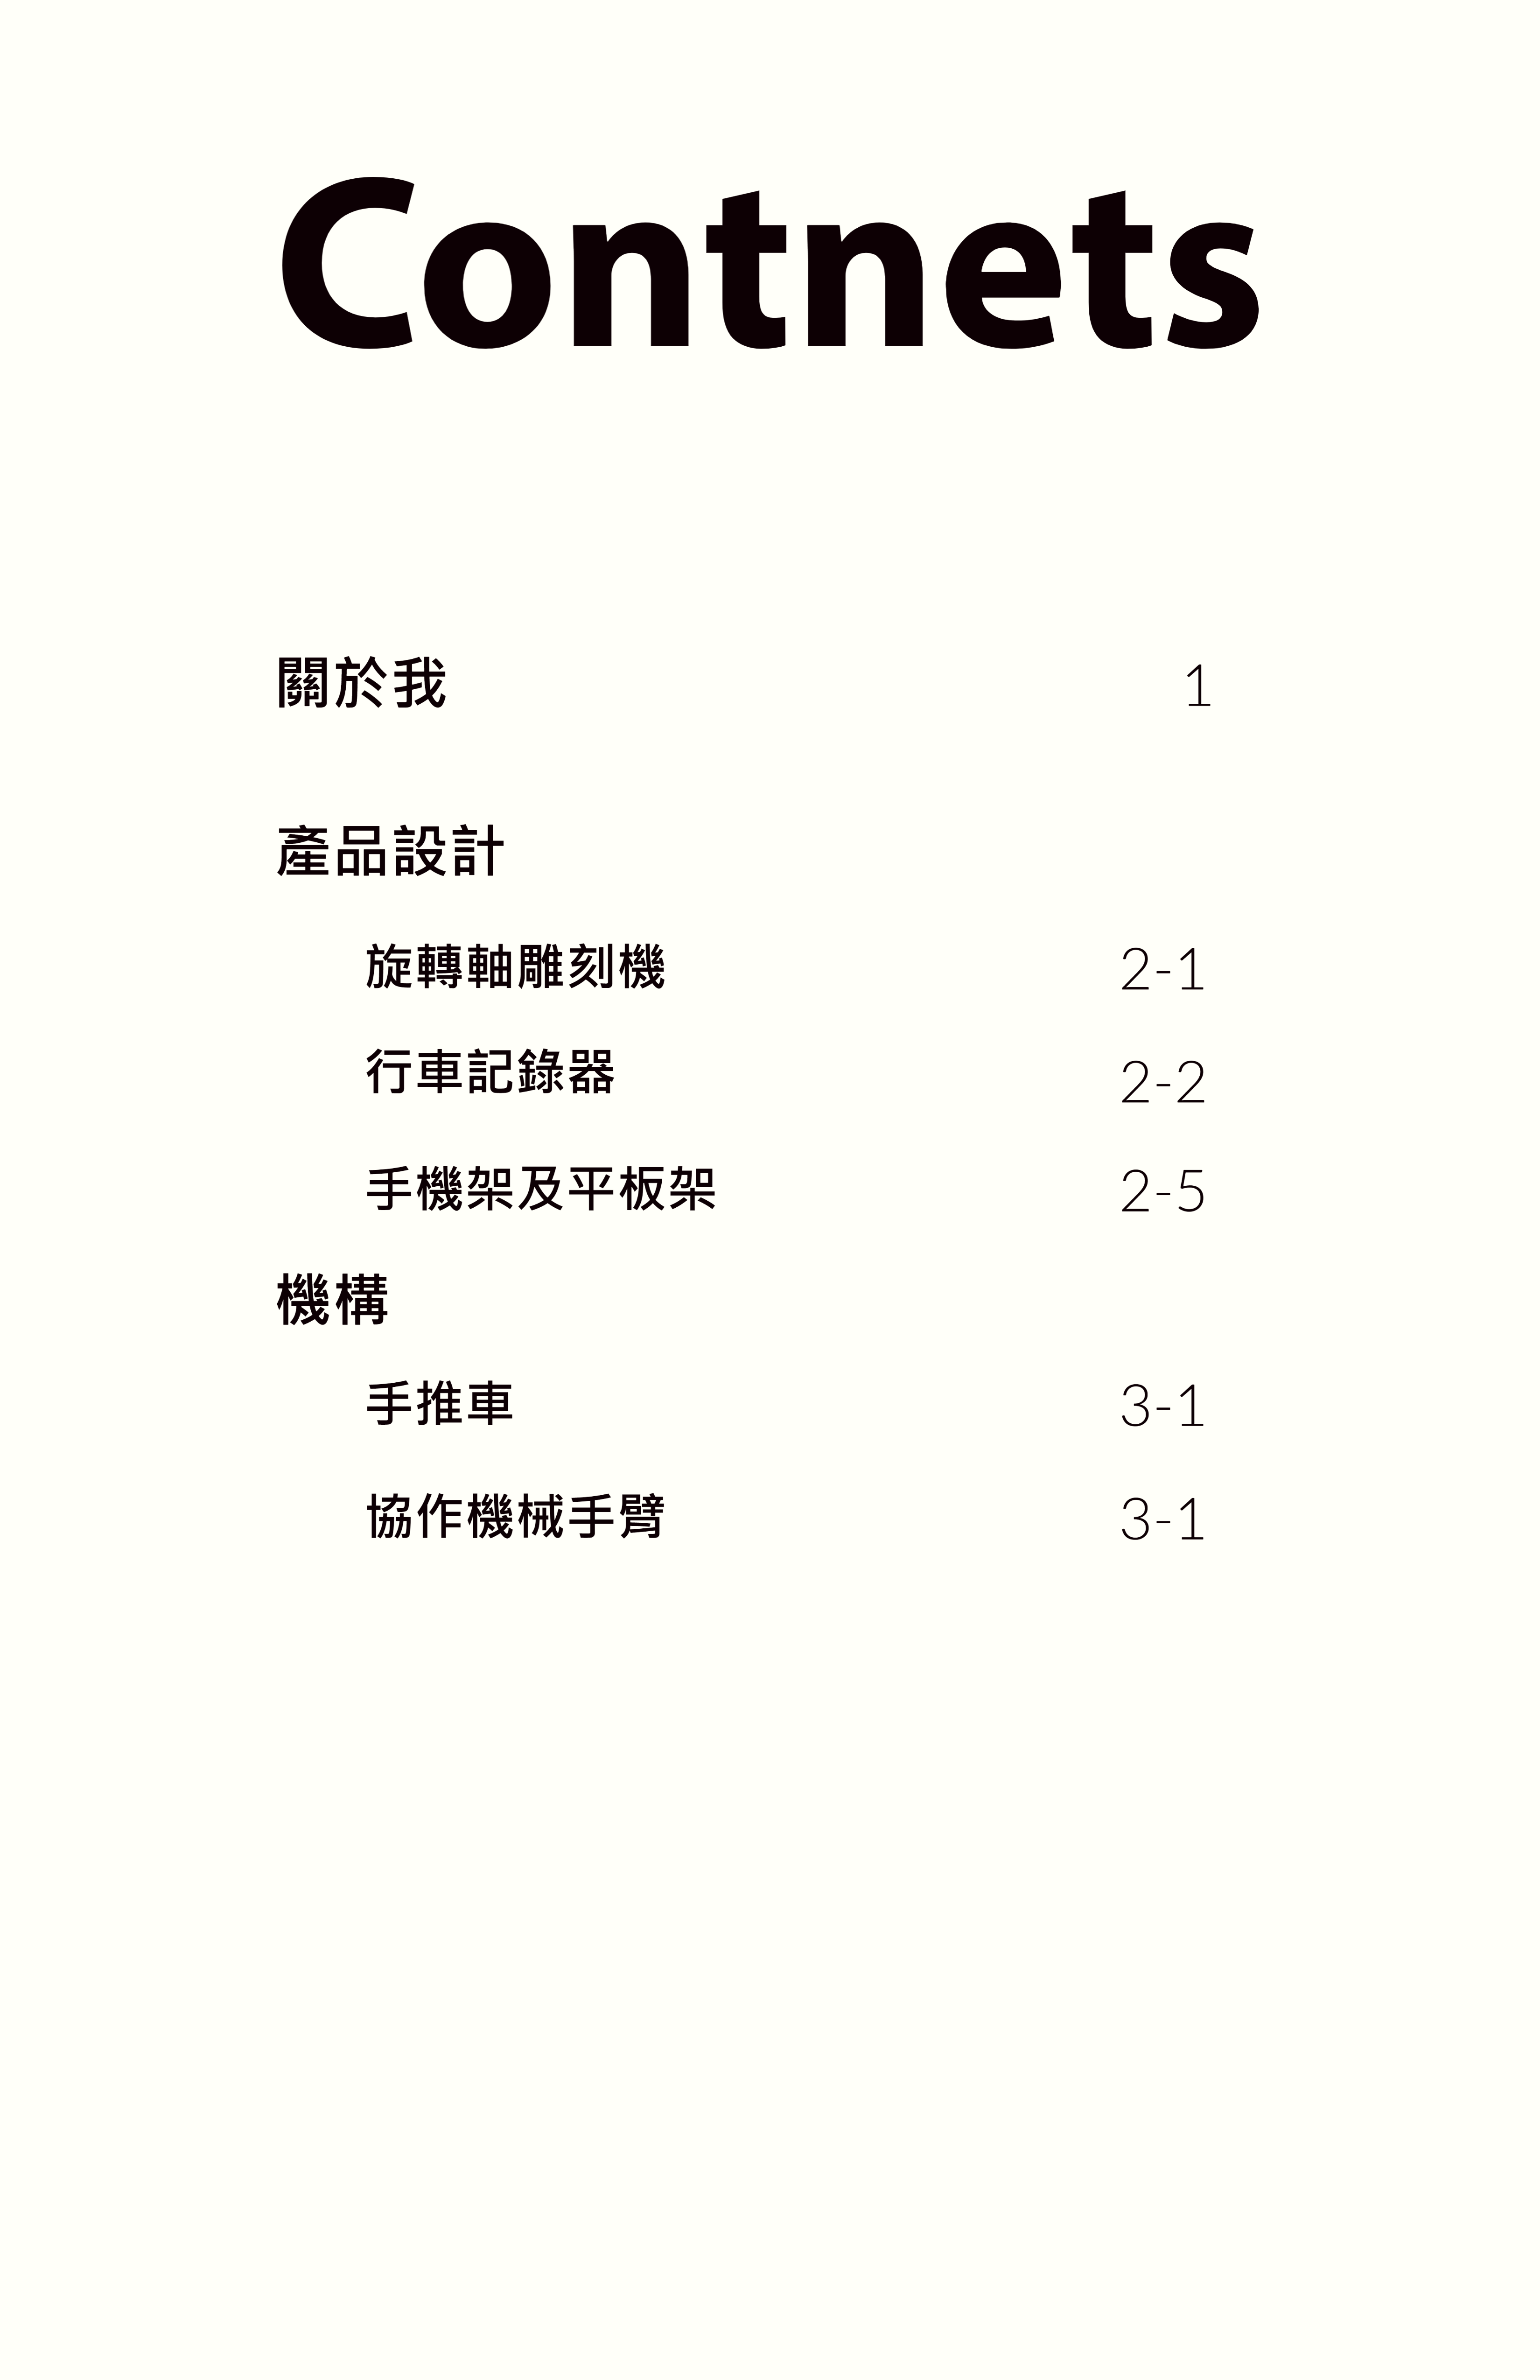 Contnets
關於我 1
產品設計
旋轉軸雕刻機 2-1
行車記錄器 2-2
手機架及平板架 2-5
機構
手推車 3-1
協作機械手臂 3-1